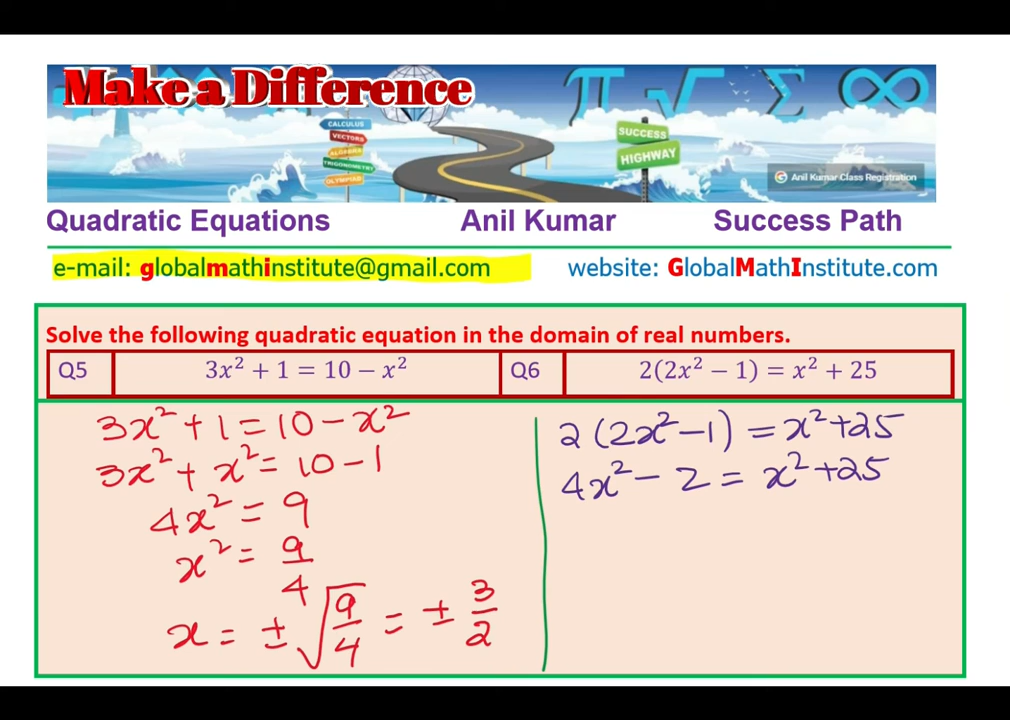 Make a Difference
π √ Σ ∞
CALCULUS
VECTORS
ALGEBRA
TRIGONOMETRY
OLYMPIAD
SUCCESS
HIGHWAY
Anil Kumar Class Registration
Quadratic Equations Anil Kumar Success Path
e-mail: globalmathinstitute@gmail.com website: GlobalMathInstitute.com
Solve the following quadratic equation in the domain of real numbers.
Q5 3x² + 1 = 10 − x² Q6 2(2x² − 1) = x² + 25
3x² + 1 = 10 − x²
3x² + x² = 10 − 1
4x² = 9
x² = 9/4
x = ± √(9/4) = ± 3/2
2(2x² − 1) = x² + 25
4x² − 2 = x² + 25